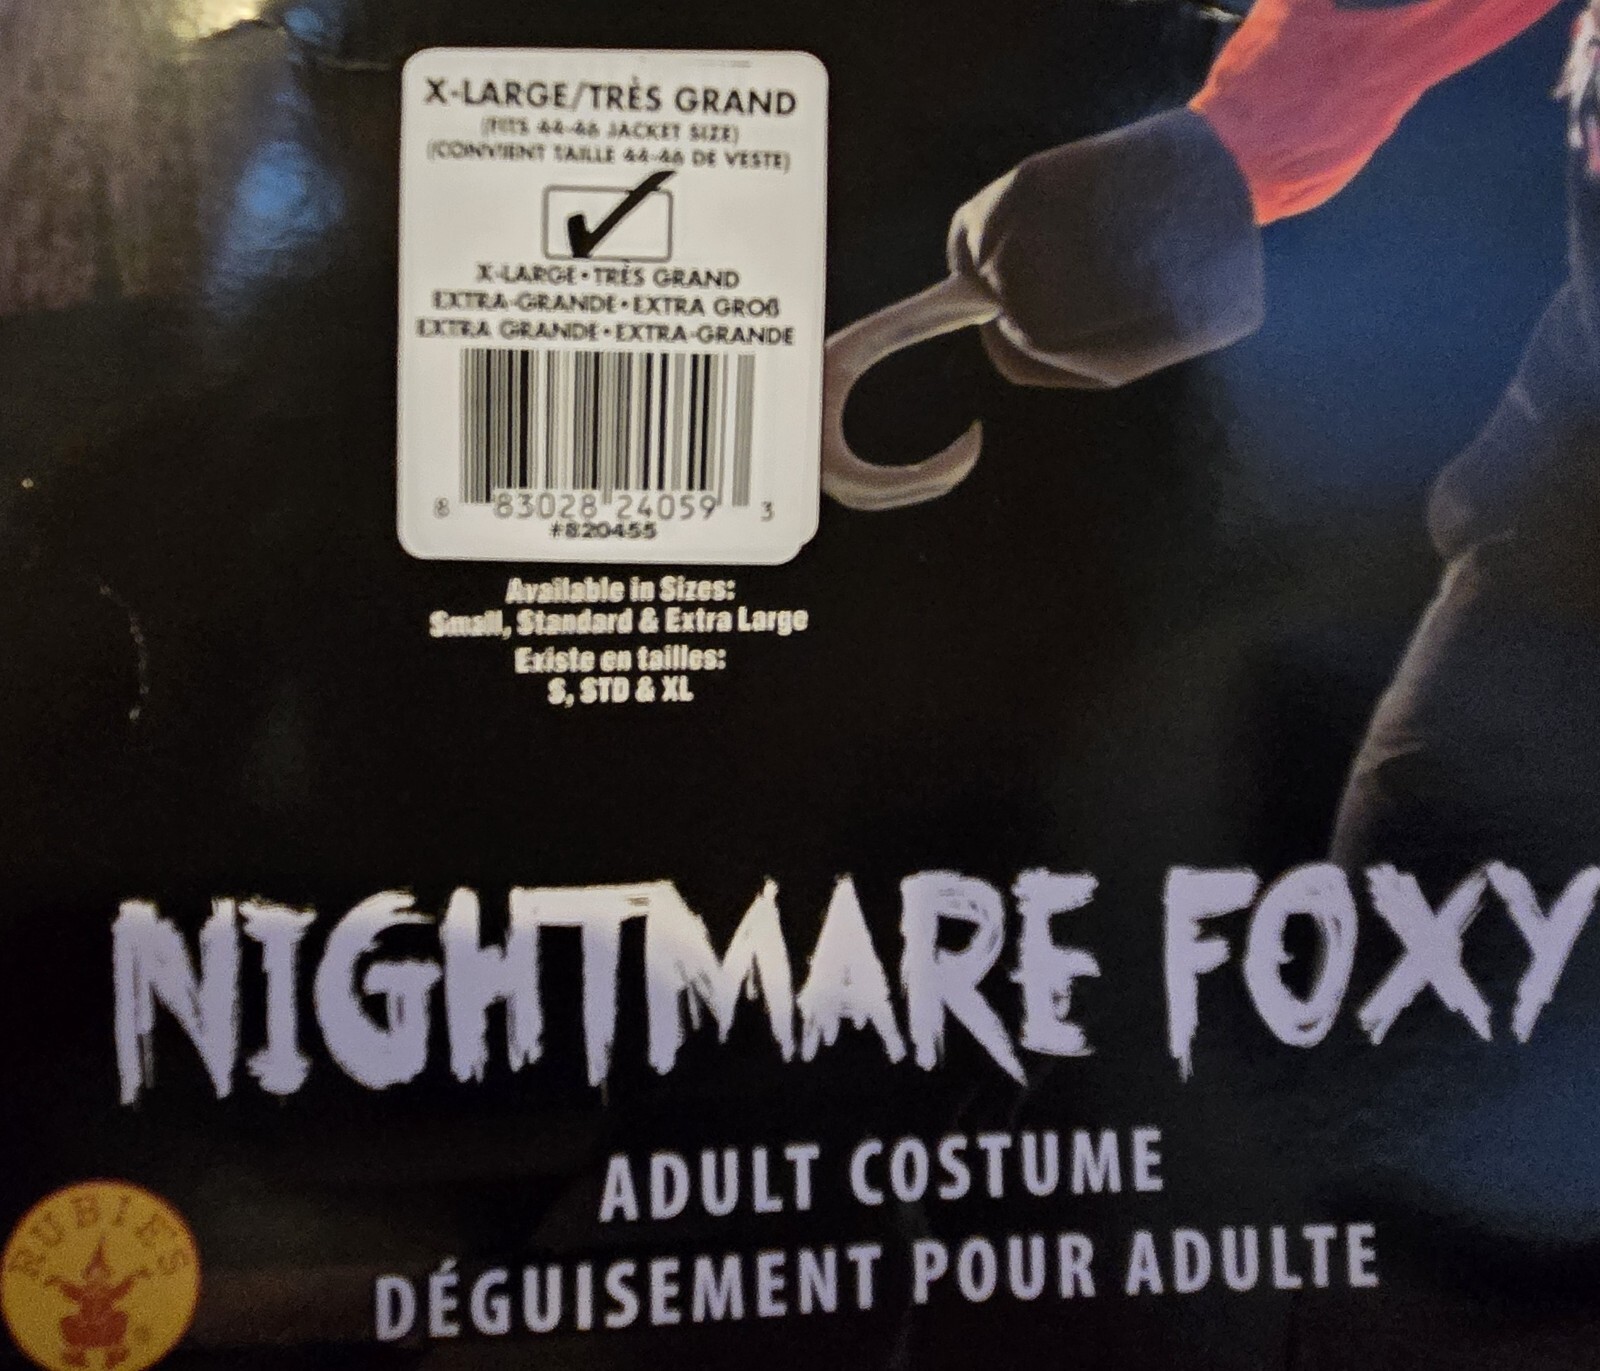 X-LARGE/TRÈS GRAND
(FITS 44-46 JACKET SIZE)
(CONVIENT TAILLE 44-46 DE VESTE)
X-LARGE • TRÈS GRAND
EXTRA-GRANDE • EXTRA GROß
EXTRA GRANDE • EXTRA-GRANDE
8 83028 24059 3
#820455
Available in Sizes:
Small, Standard & Extra Large
Existe en tailles:
S, STD & XL
NIGHTMARE FOXY
ADULT COSTUME
DÉGUISEMENT POUR ADULTE
RUBIE'S